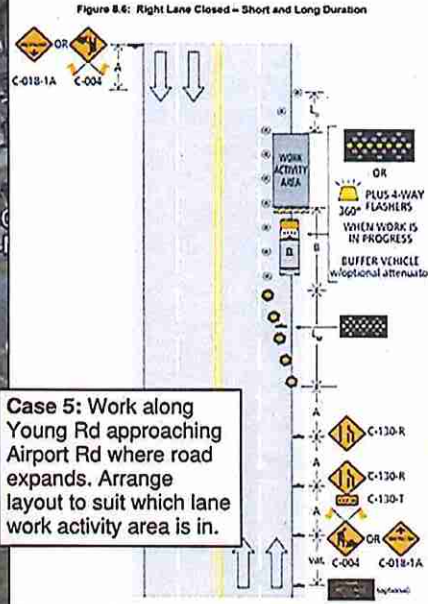 Figure 8.6: Right Lane Closed – Short and Long Duration
OR
A
C-018-1A
C-004
WORK
ACTIVITY
AREA
OR
360°
PLUS 4-WAY
FLASHERS
WHEN WORK IS
IN PROGRESS
BUFFER VEHICLE
w/optional attenuator
B
A
C-130-R
A
C-130-R
C-130-T
A
OR
Var.
C-004
C-018-1A
(optional)
Case 5: Work along
Young Rd approaching
Airport Rd where road
expands. Arrange
layout to suit which lane
work activity area is in.